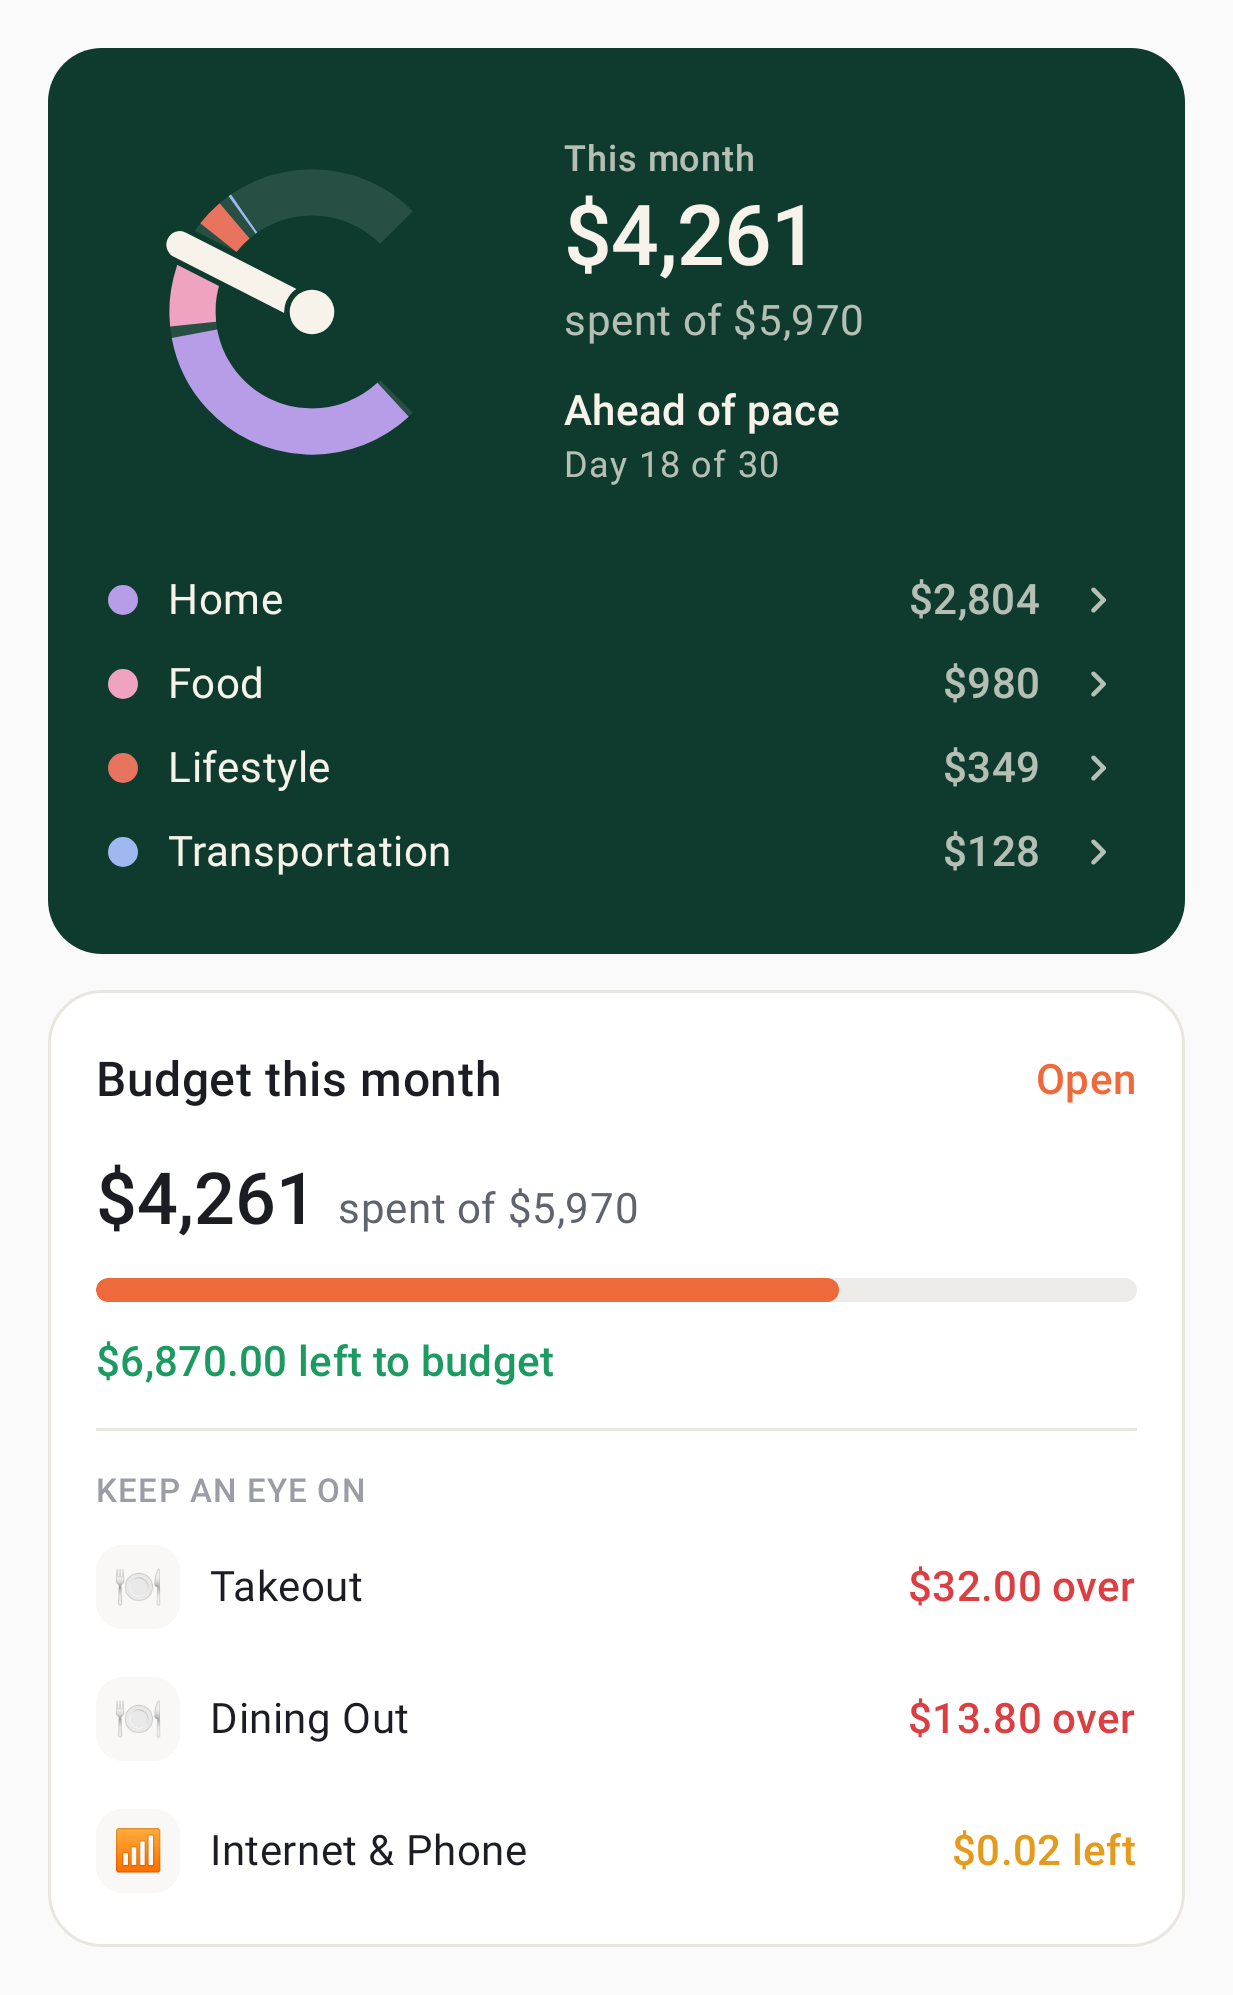 This month
$4,261
spent of $5,970
Ahead of pace
Day 18 of 30
Home $2,804
Food $980
Lifestyle $349
Transportation $128
Budget this month Open
$4,261 spent of $5,970
$6,870.00 left to budget
KEEP AN EYE ON
Takeout $32.00 over
Dining Out $13.80 over
Internet & Phone $0.02 left